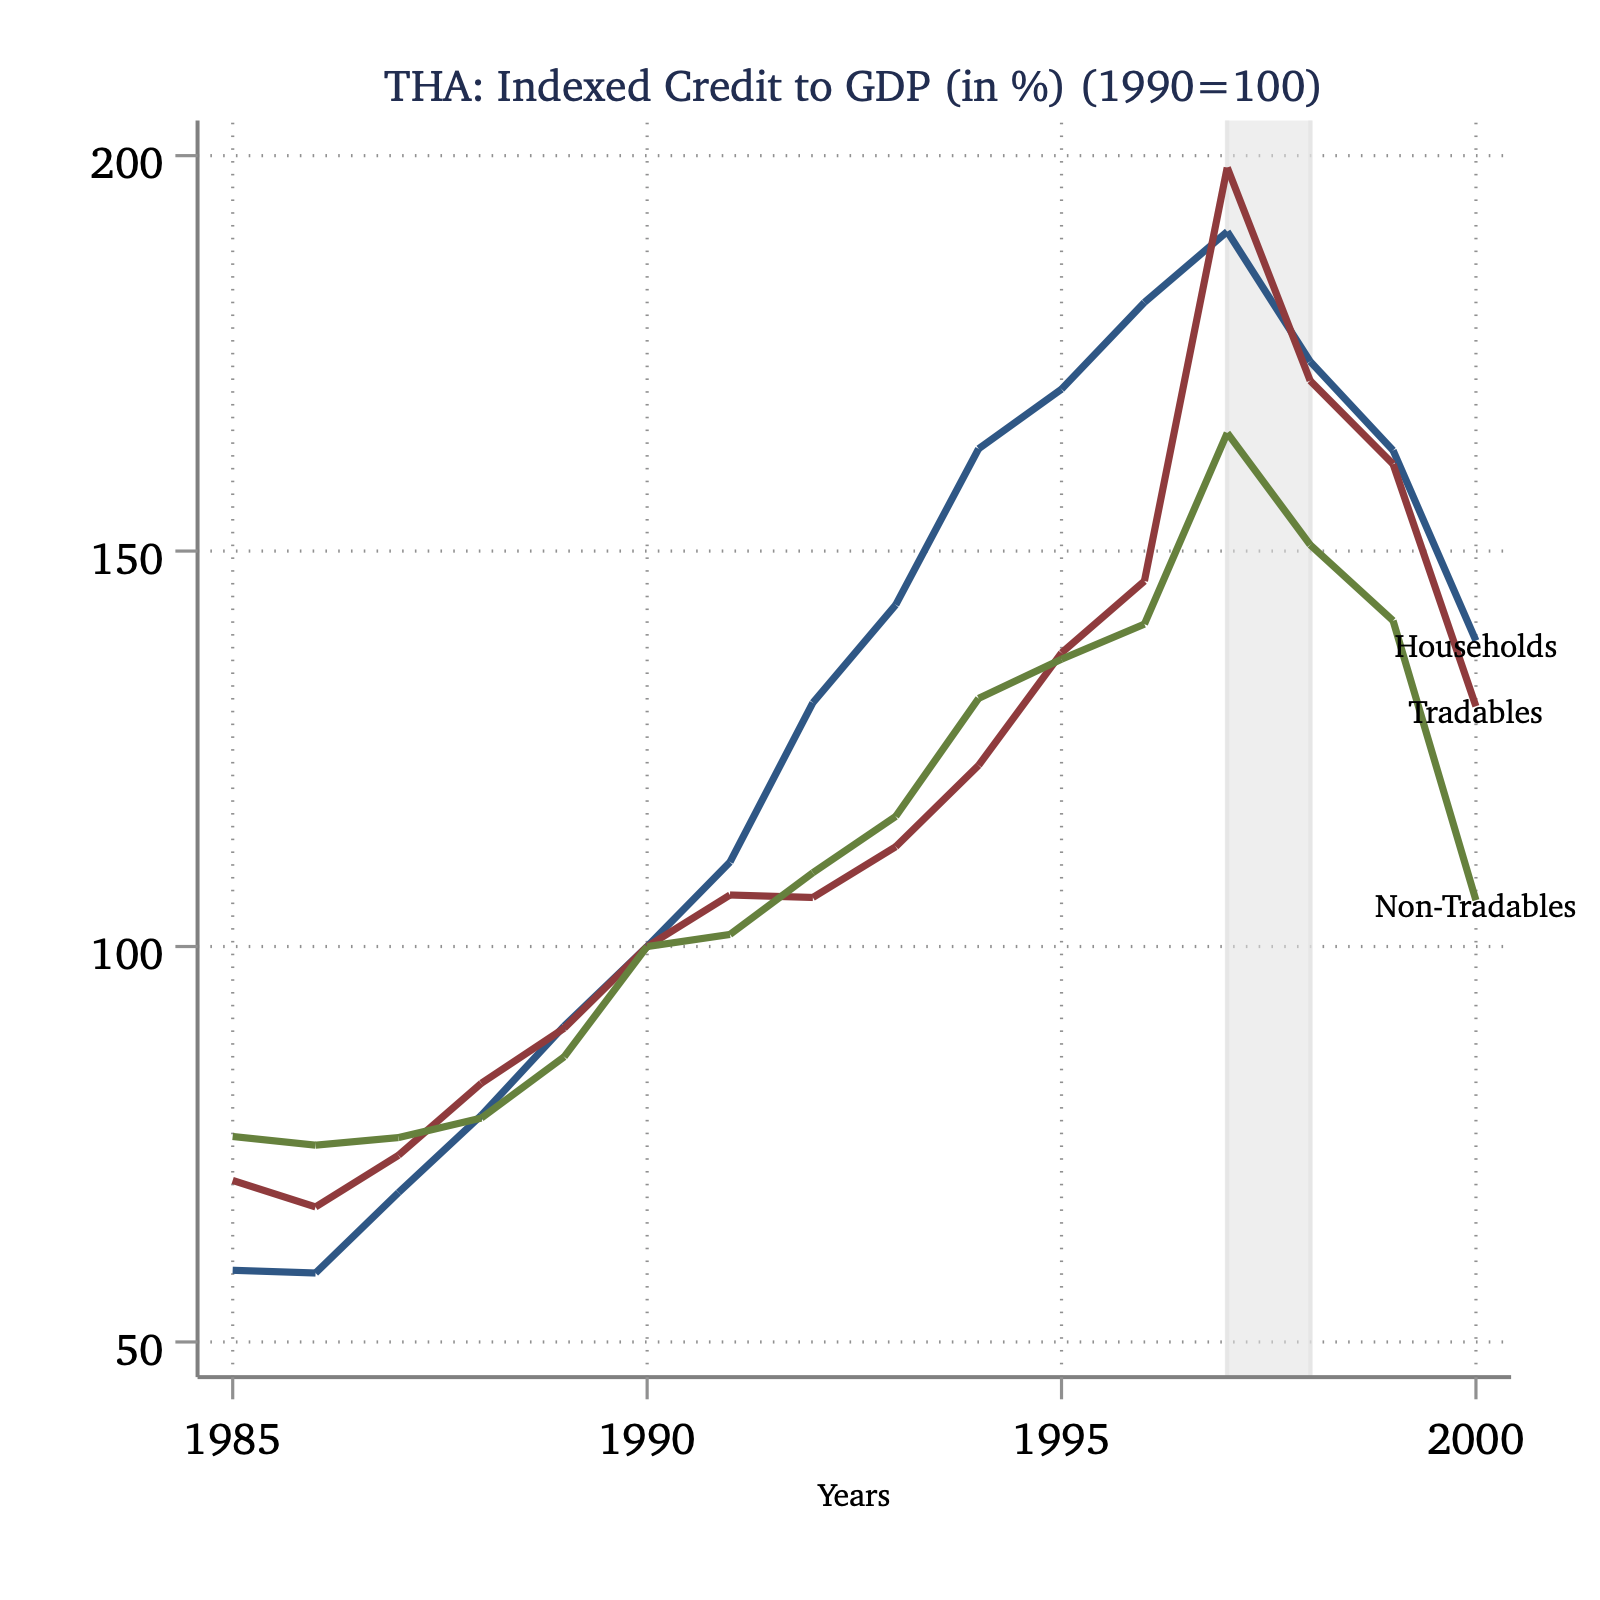 THA: Indexed Credit to GDP (in %) (1990=100)
200
150
100
50
Households
Tradables
Non-Tradables
1985 1990 1995 2000
Years